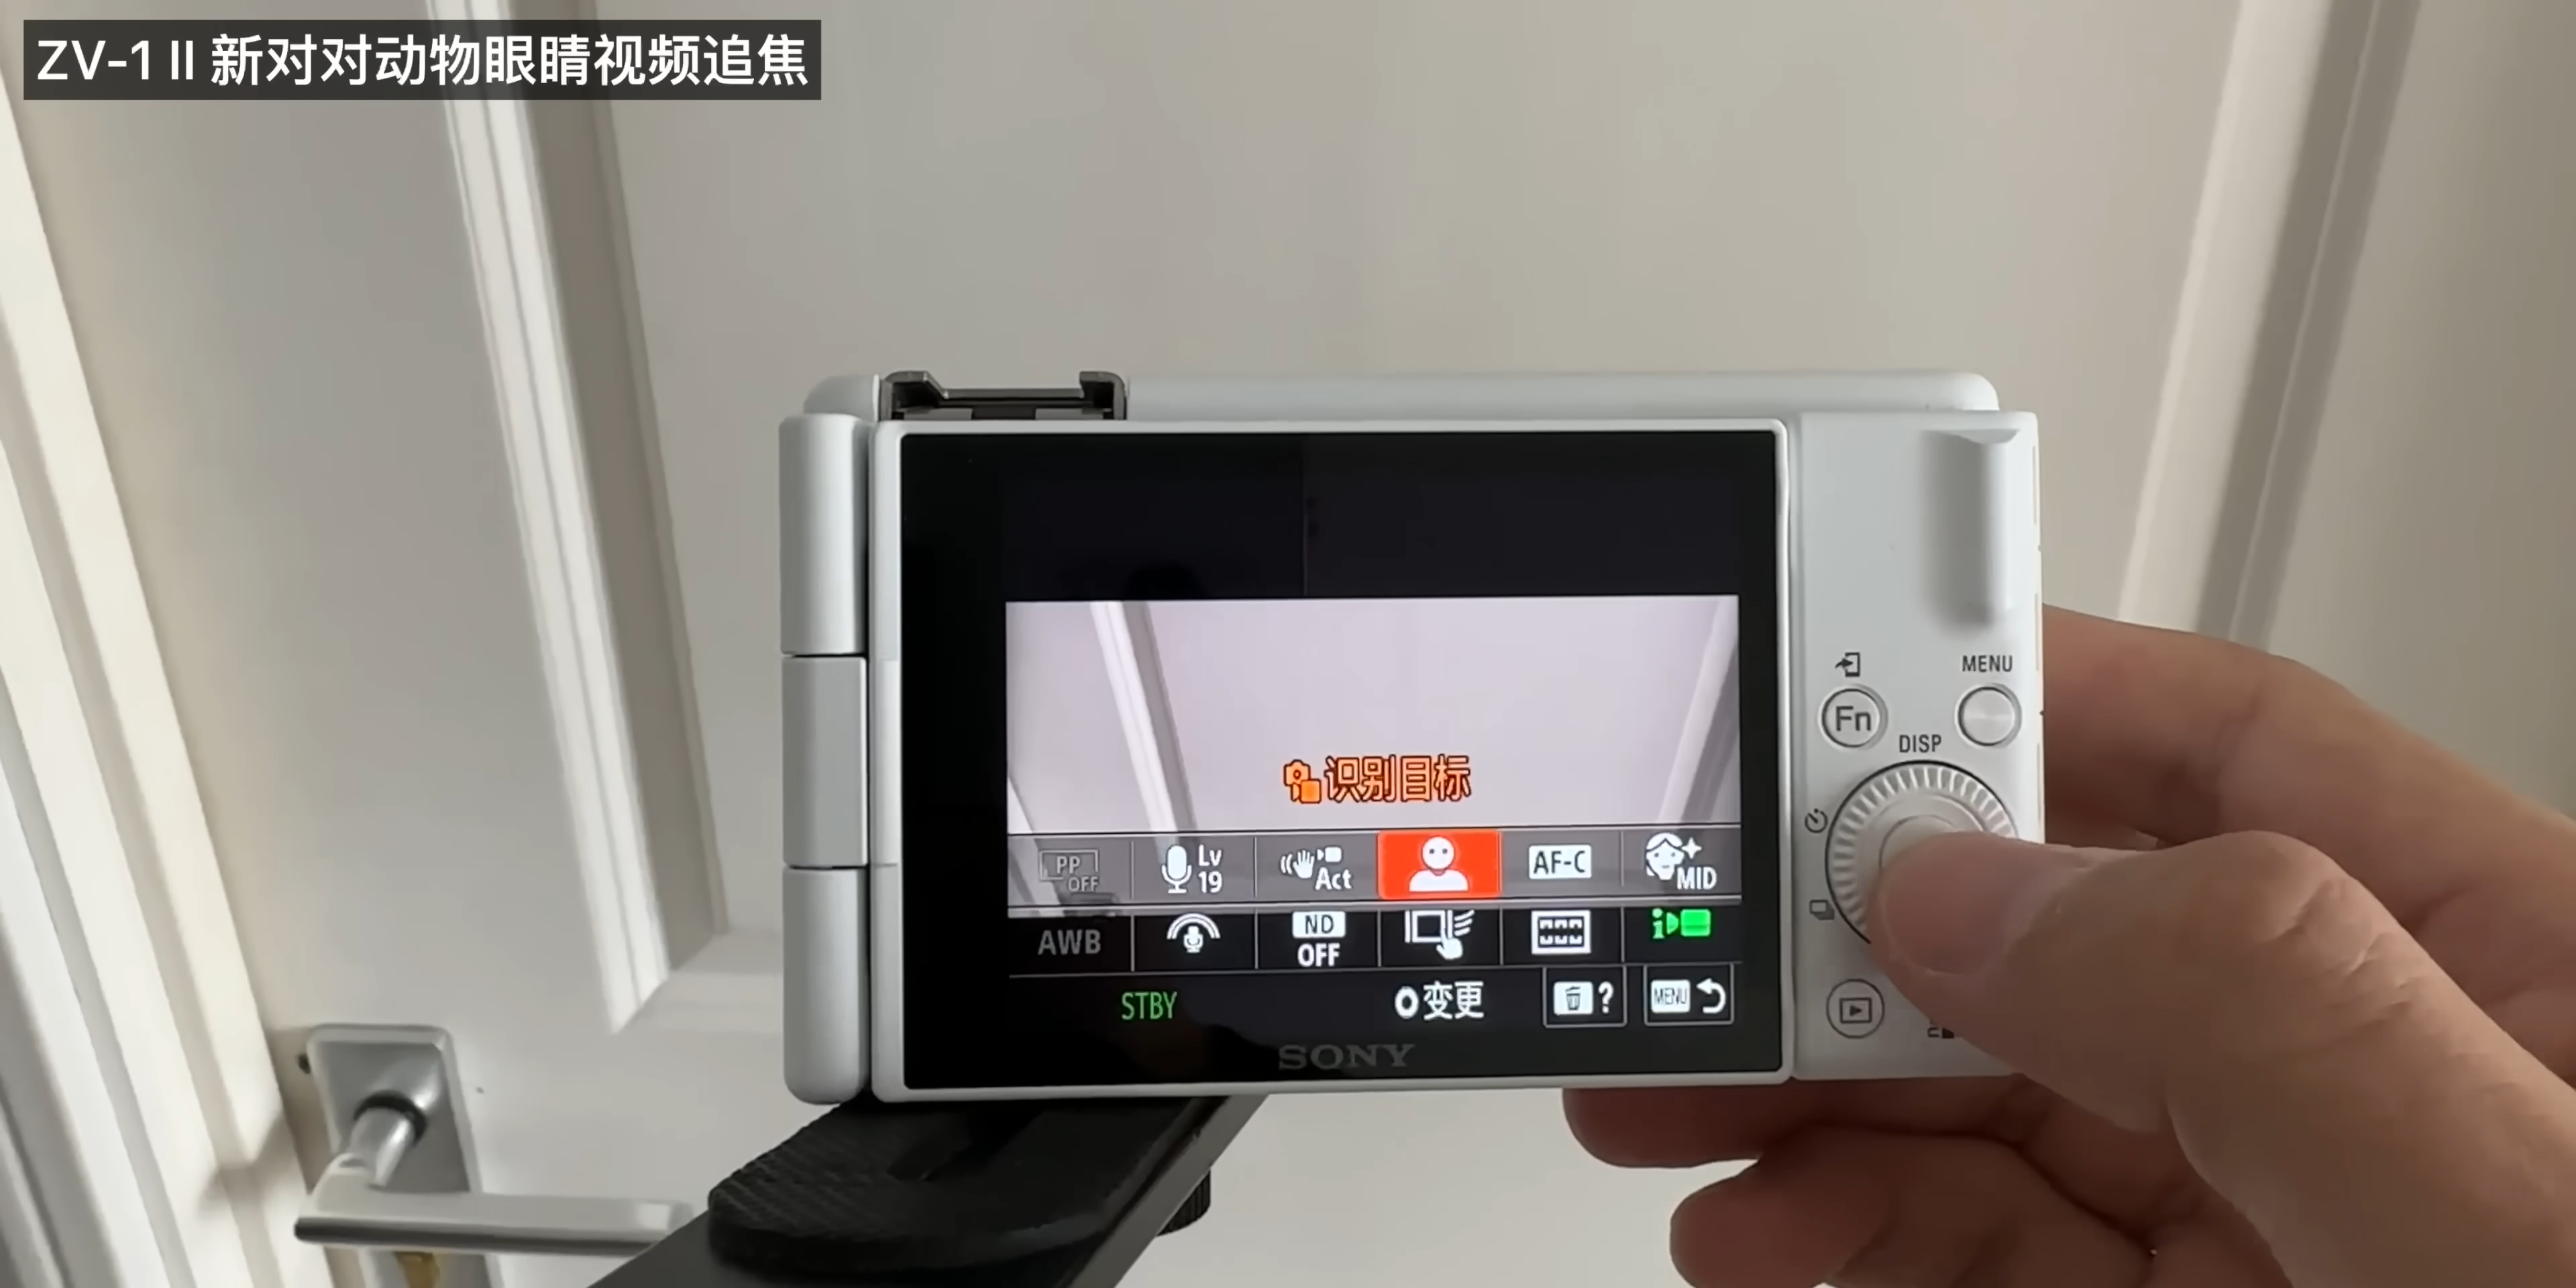 ZV-1 II 新对对动物眼睛视频追焦
MENU
Fn
DISP
识别目标
PP OFF
Lv 19
Act
AF-C
MID
AWB
ND OFF
i
STBY
变更
?
MENU
SONY